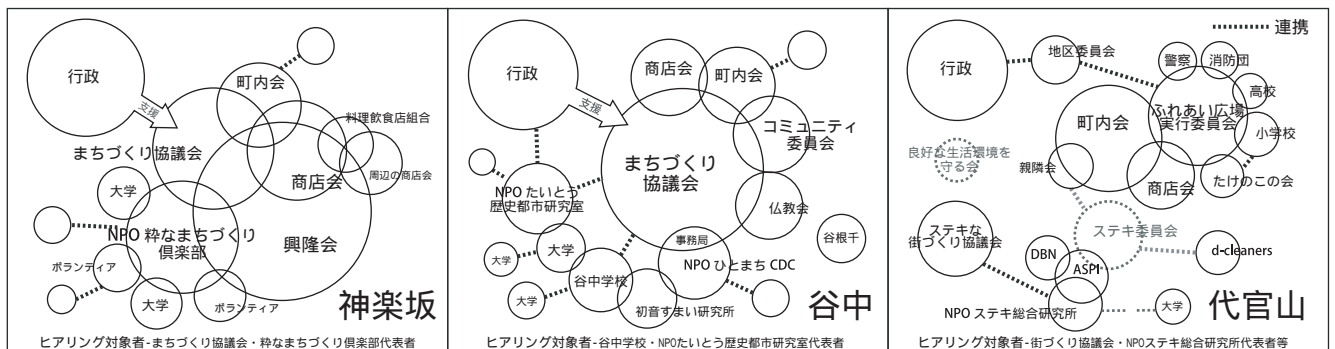 行政
支援
町内会
まちづくり協議会
料理飲食店組合
商店会
周辺の商店会
大学
NPO 粋なまちづくり
倶楽部
興隆会
ボランティア
大学
ボランティア
神楽坂
ヒアリング対象者-まちづくり協議会・粋なまちづくり倶楽部代表者
行政
支援
商店会
町内会
コミュニティ
委員会
まちづくり
協議会
NPO たいとう
歴史都市研究室
仏教会
谷根千
大学
大学
事務局
NPO ひとまち CDC
谷中学校
大学
初音すまい研究所
谷中
ヒアリング対象者-谷中学校・NPOたいとう歴史都市研究室代表者
連携
行政
地区委員会
警察
消防団
高校
ふれあい広場
実行委員会
町内会
小学校
良好な生活環境を
守る会
親隣会
商店会
たけのこの会
ステキな
街づくり協議会
ステキ委員会
DBN
ASPI
d-cleaners
NPO ステキ総合研究所
大学
代官山
ヒアリング対象者-街づくり協議会・NPOステキ総合研究所代表者等